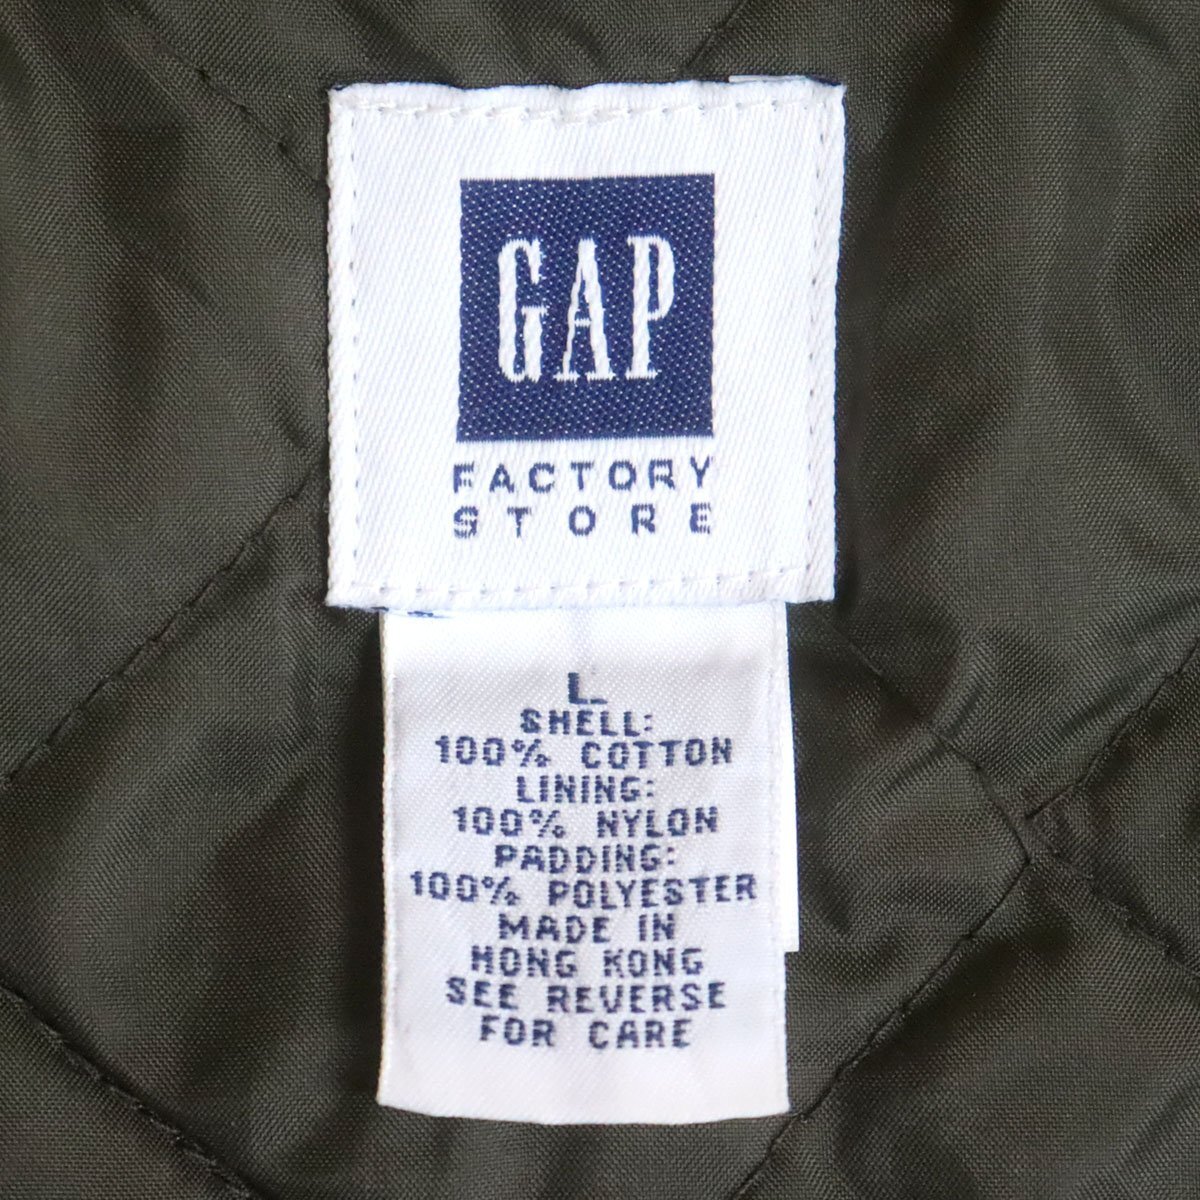 GAP
FACTORY
STORE
L
SHELL:
100% COTTON
LINING:
100% NYLON
PADDING:
100% POLYESTER
MADE IN
HONG KONG
SEE REVERSE
FOR CARE